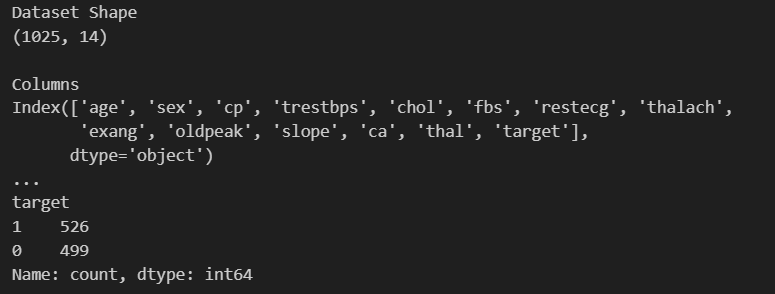 Dataset Shape
(1025, 14)
Columns
Index(['age', 'sex', 'cp', 'trestbps', 'chol', 'fbs', 'restecg', 'thalach',
'exang', 'oldpeak', 'slope', 'ca', 'thal', 'target'],
dtype='object')
...
target
1    526
0    499
Name: count, dtype: int64